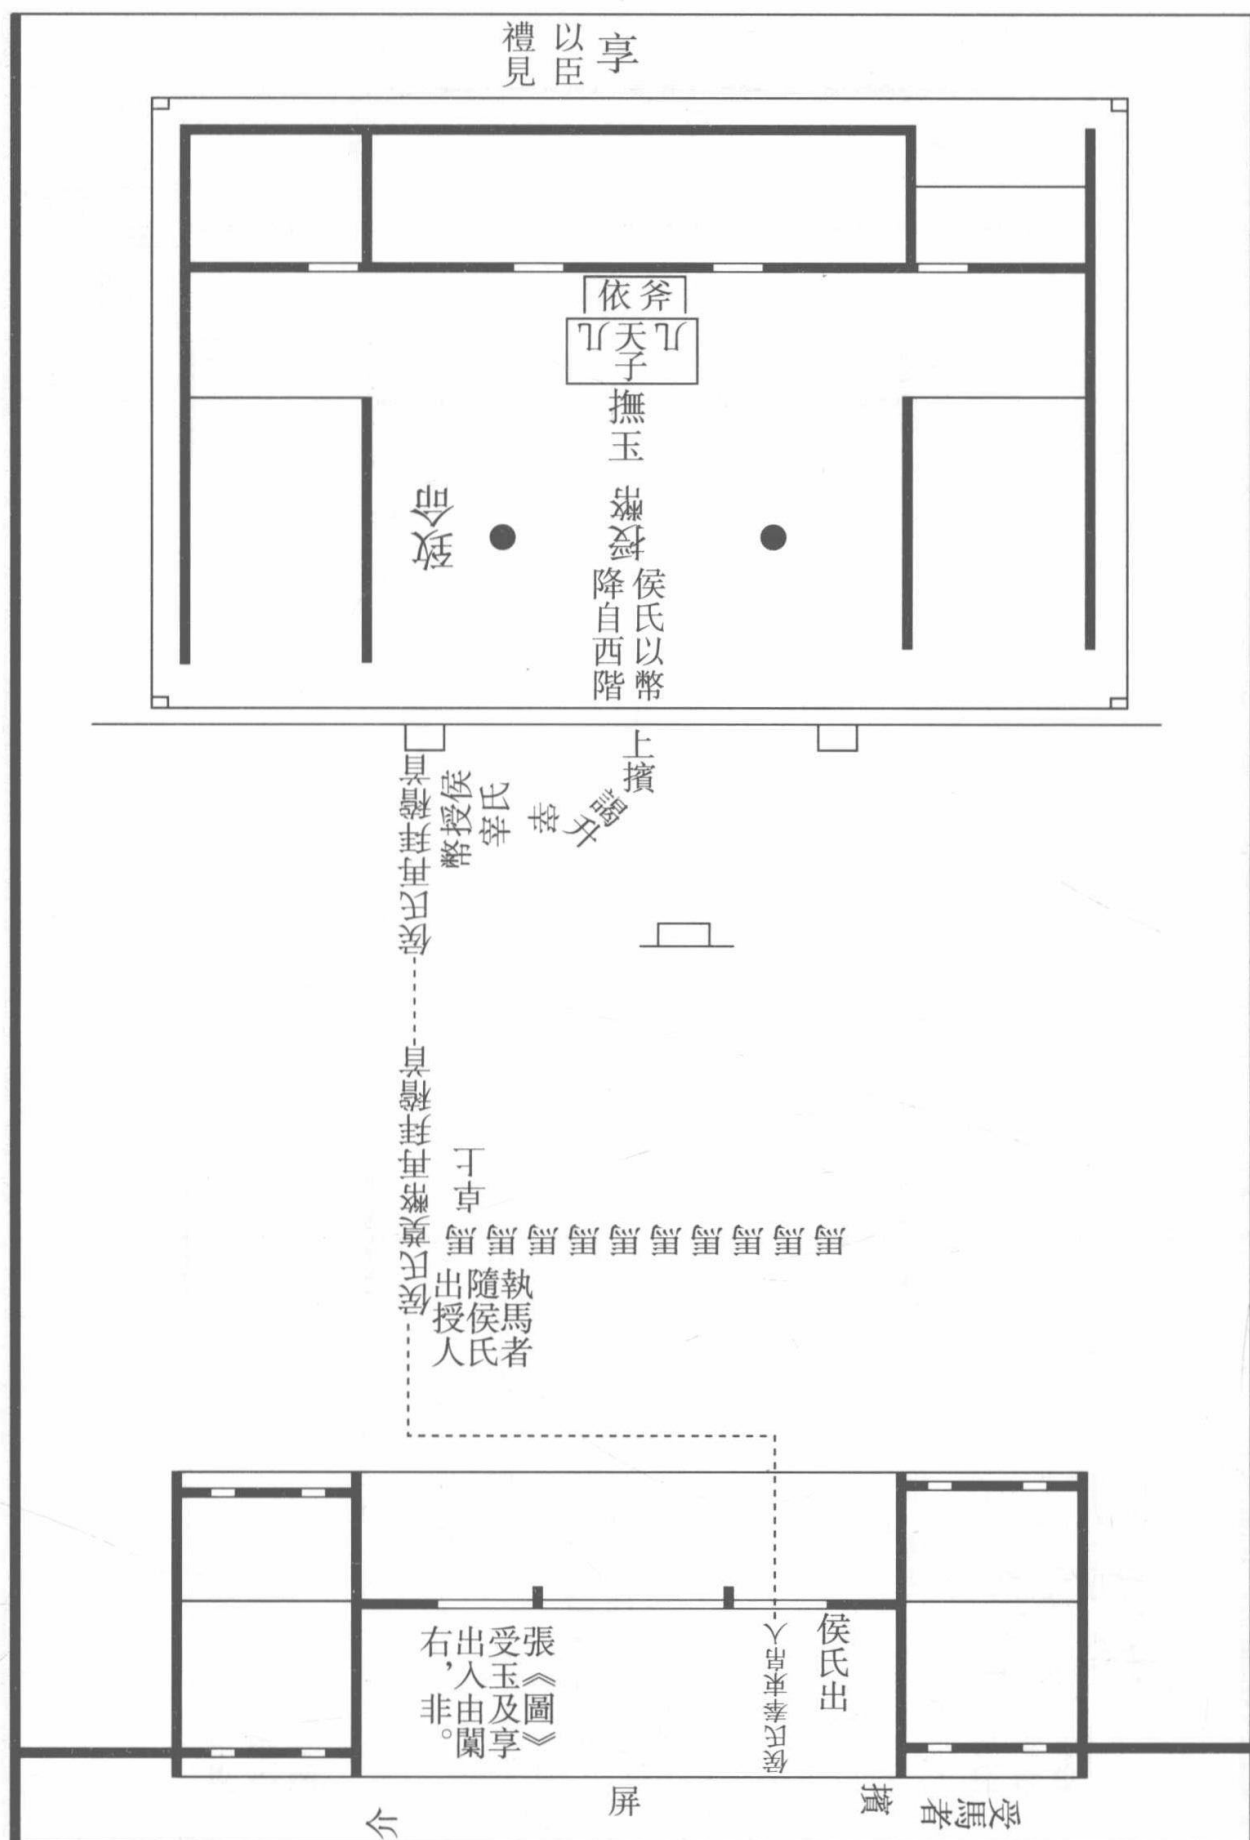 享
以臣
禮見
斧依
几
天子
几
撫玉
授幣
致命
侯氏以幣
降自西階
上擯
謁升
宰
侯氏
授宰
幣
侯氏再拜稽首
侯氏奠幣再拜稽首
卓上
馬馬馬馬馬馬馬馬馬馬
執馬者
隨侯氏
出授人
侯氏出
侯氏奉束帛入
張《圖》
受玉及享
出入由闑
右，非。
屏
擯
受馬者
介